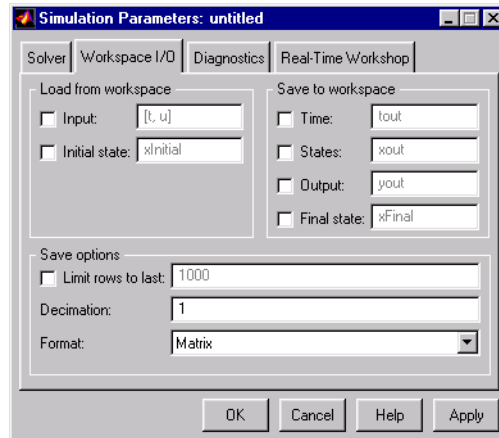 Simulation Parameters: untitled
Solver Workspace I/O Diagnostics Real-Time Workshop
Load from workspace
Input: [t, u]
Initial state: xInitial
Save to workspace
Time: tout
States: xout
Output: yout
Final state: xFinal
Save options
Limit rows to last: 1000
Decimation: 1
Format: Matrix
OK Cancel Help Apply